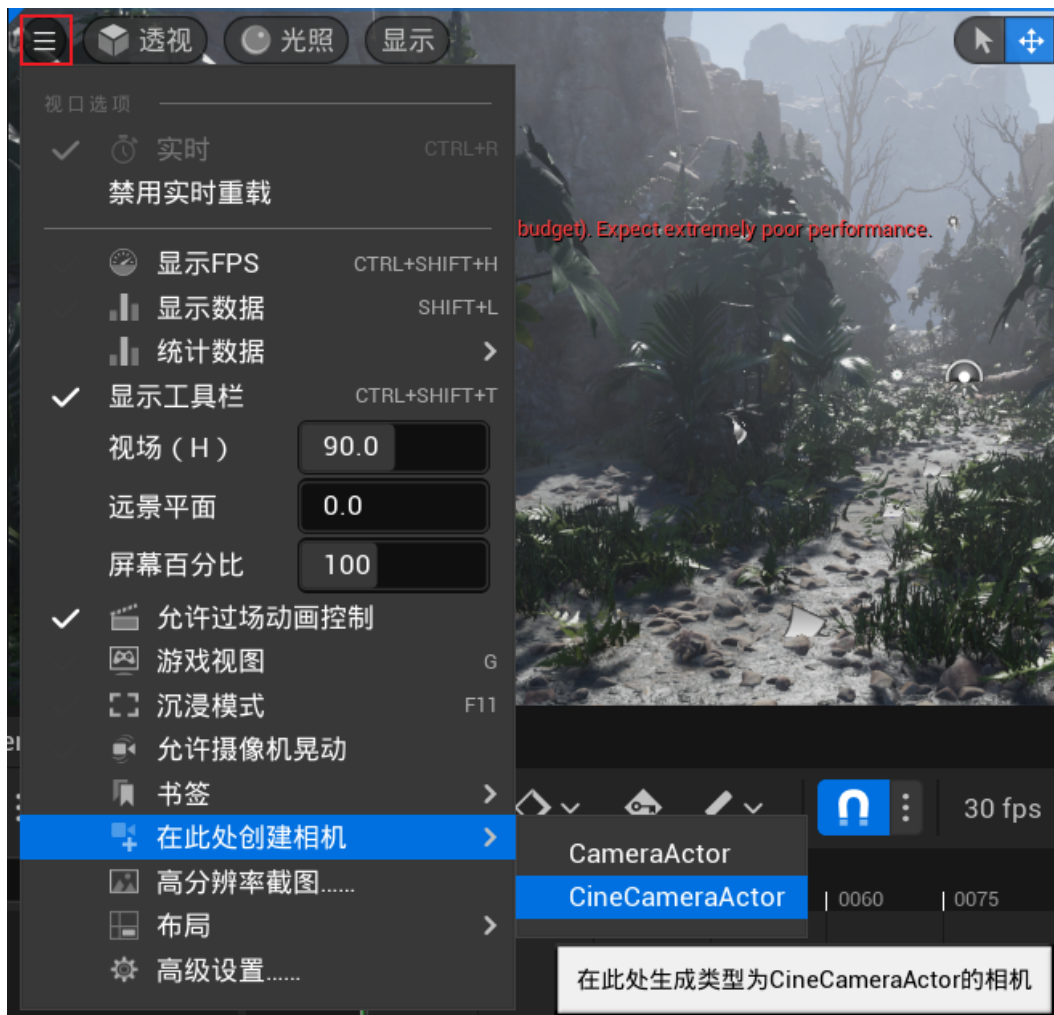 透视 光照 显示
视口选项
实时 CTRL+R
禁用实时重载
budget). Expect extremely poor performance.
显示FPS CTRL+SHIFT+H
显示数据 SHIFT+L
统计数据
显示工具栏 CTRL+SHIFT+T
视场（H） 90.0
远景平面 0.0
屏幕百分比 100
允许过场动画控制
游戏视图 G
沉浸模式 F11
允许摄像机晃动
书签
30 fps
在此处创建相机
CameraActor
高分辨率截图......
CineCameraActor
0060 0075
布局
高级设置......
在此处生成类型为CineCameraActor的相机